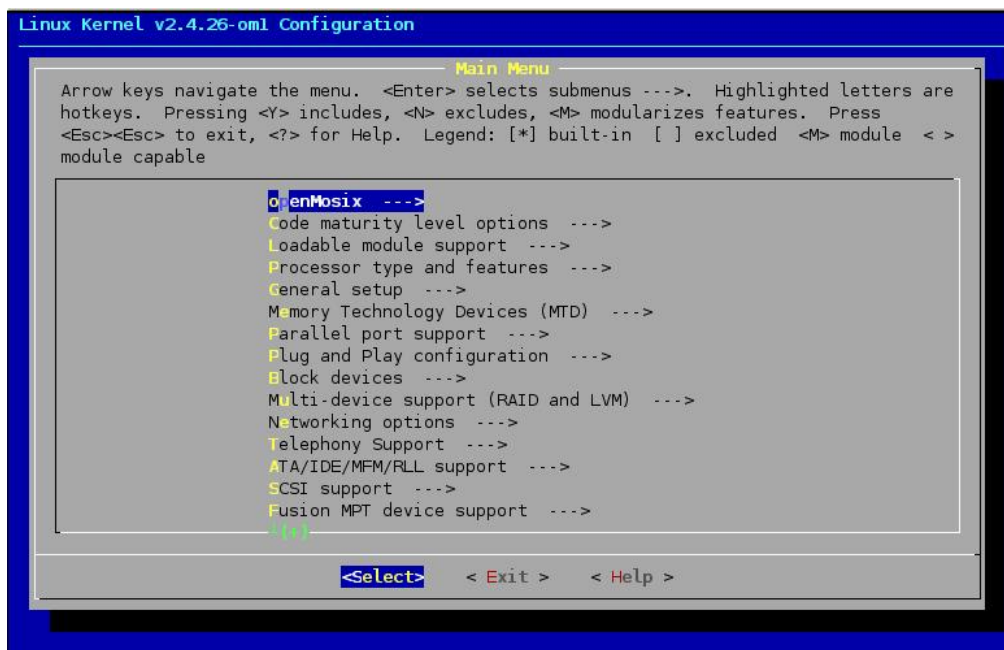 Linux Kernel v2.4.26-om1 Configuration
Main Menu
Arrow keys navigate the menu.  <Enter> selects submenus --->.  Highlighted letters are
hotkeys.  Pressing <Y> includes, <N> excludes, <M> modularizes features.  Press
<Esc><Esc> to exit, <?> for Help.  Legend: [*] built-in  [ ] excluded  <M> module  < >
module capable
openMosix  --->
Code maturity level options  --->
Loadable module support  --->
Processor type and features  --->
General setup  --->
Memory Technology Devices (MTD)  --->
Parallel port support  --->
Plug and Play configuration  --->
Block devices  --->
Multi-device support (RAID and LVM)  --->
Networking options  --->
Telephony Support  --->
ATA/IDE/MFM/RLL support  --->
SCSI support  --->
Fusion MPT device support  --->
(+)
<Select>    < Exit >    < Help >